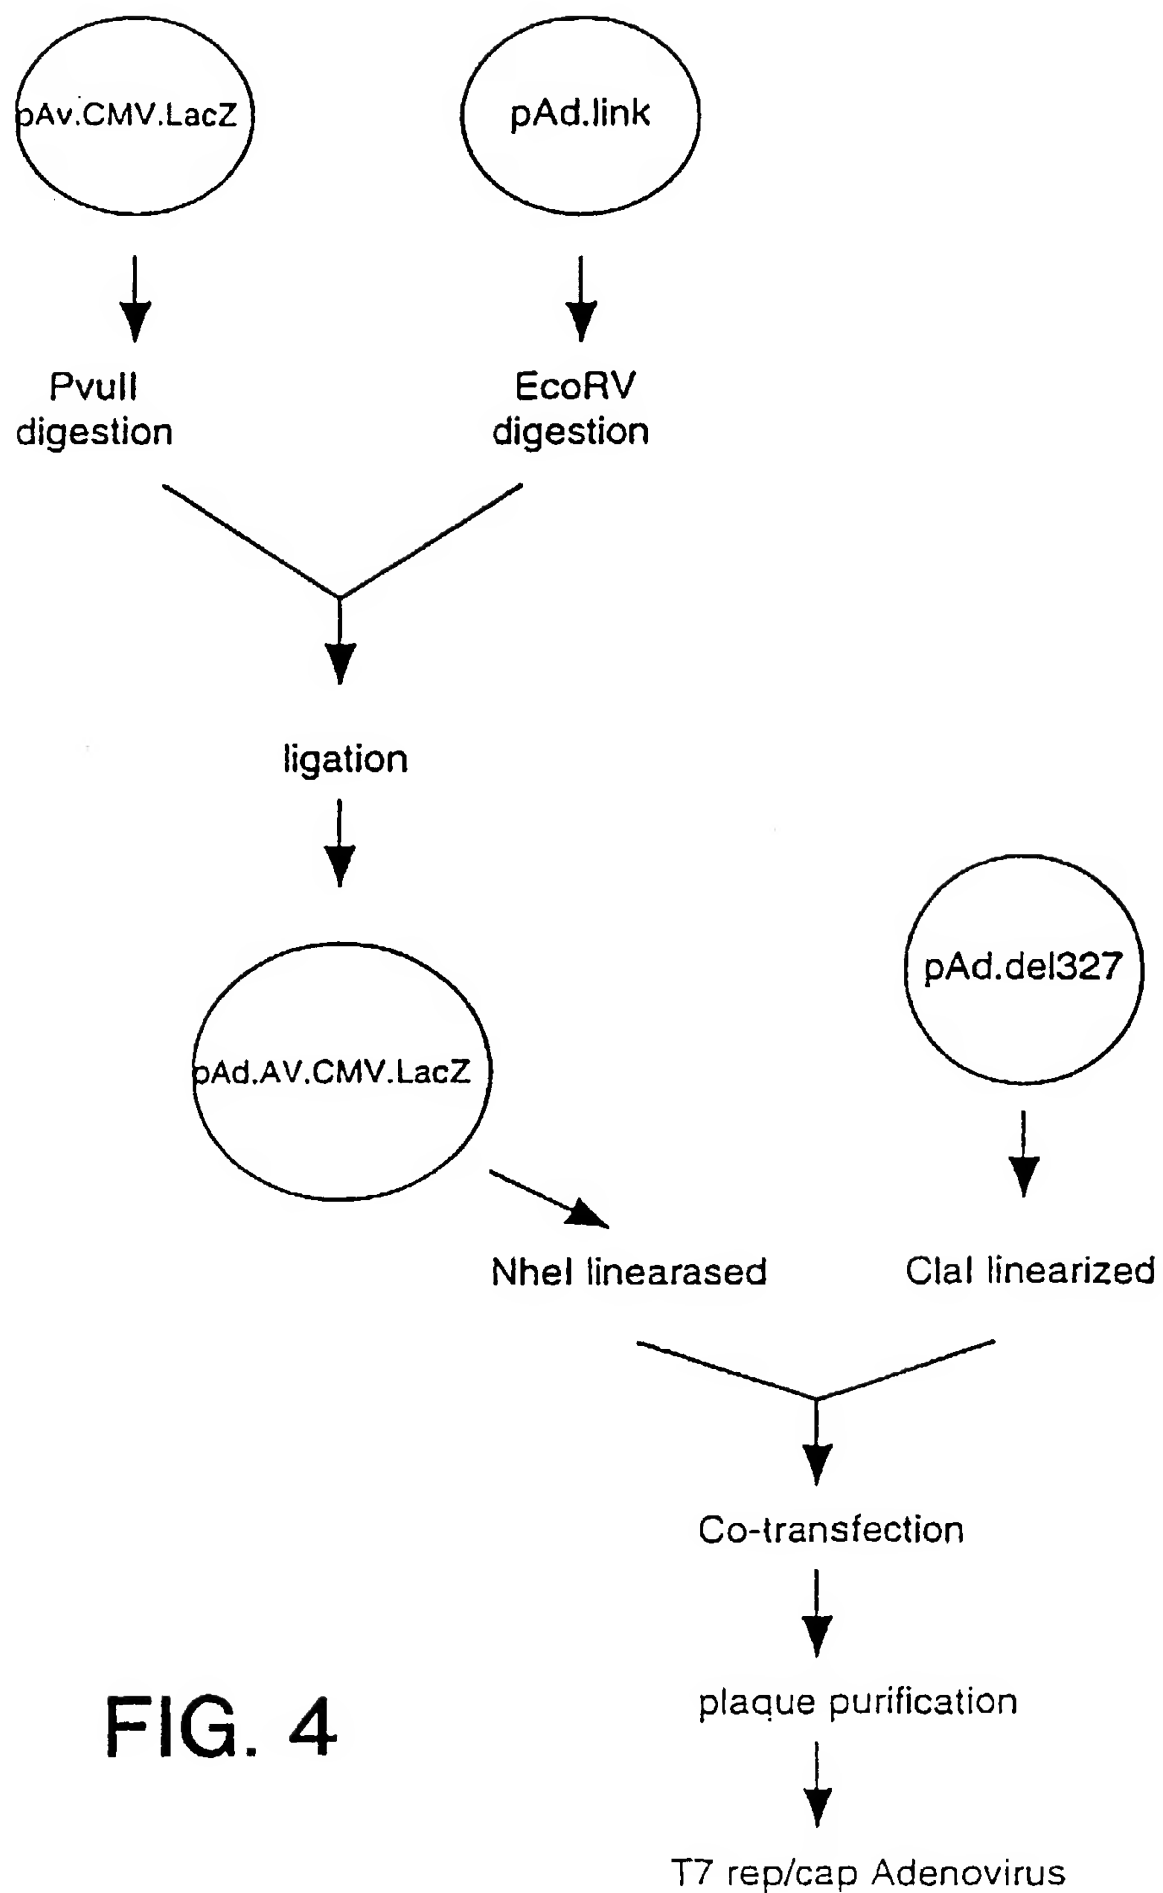 pAv.CMV.LacZ
pAd.link
PvuII
digestion
EcoRV
digestion
ligation
pAd.AV.CMV.LacZ
pAd.del327
NheI linearased
ClaI linearized
Co-transfection
plaque purification
T7 rep/cap Adenovirus
FIG. 4